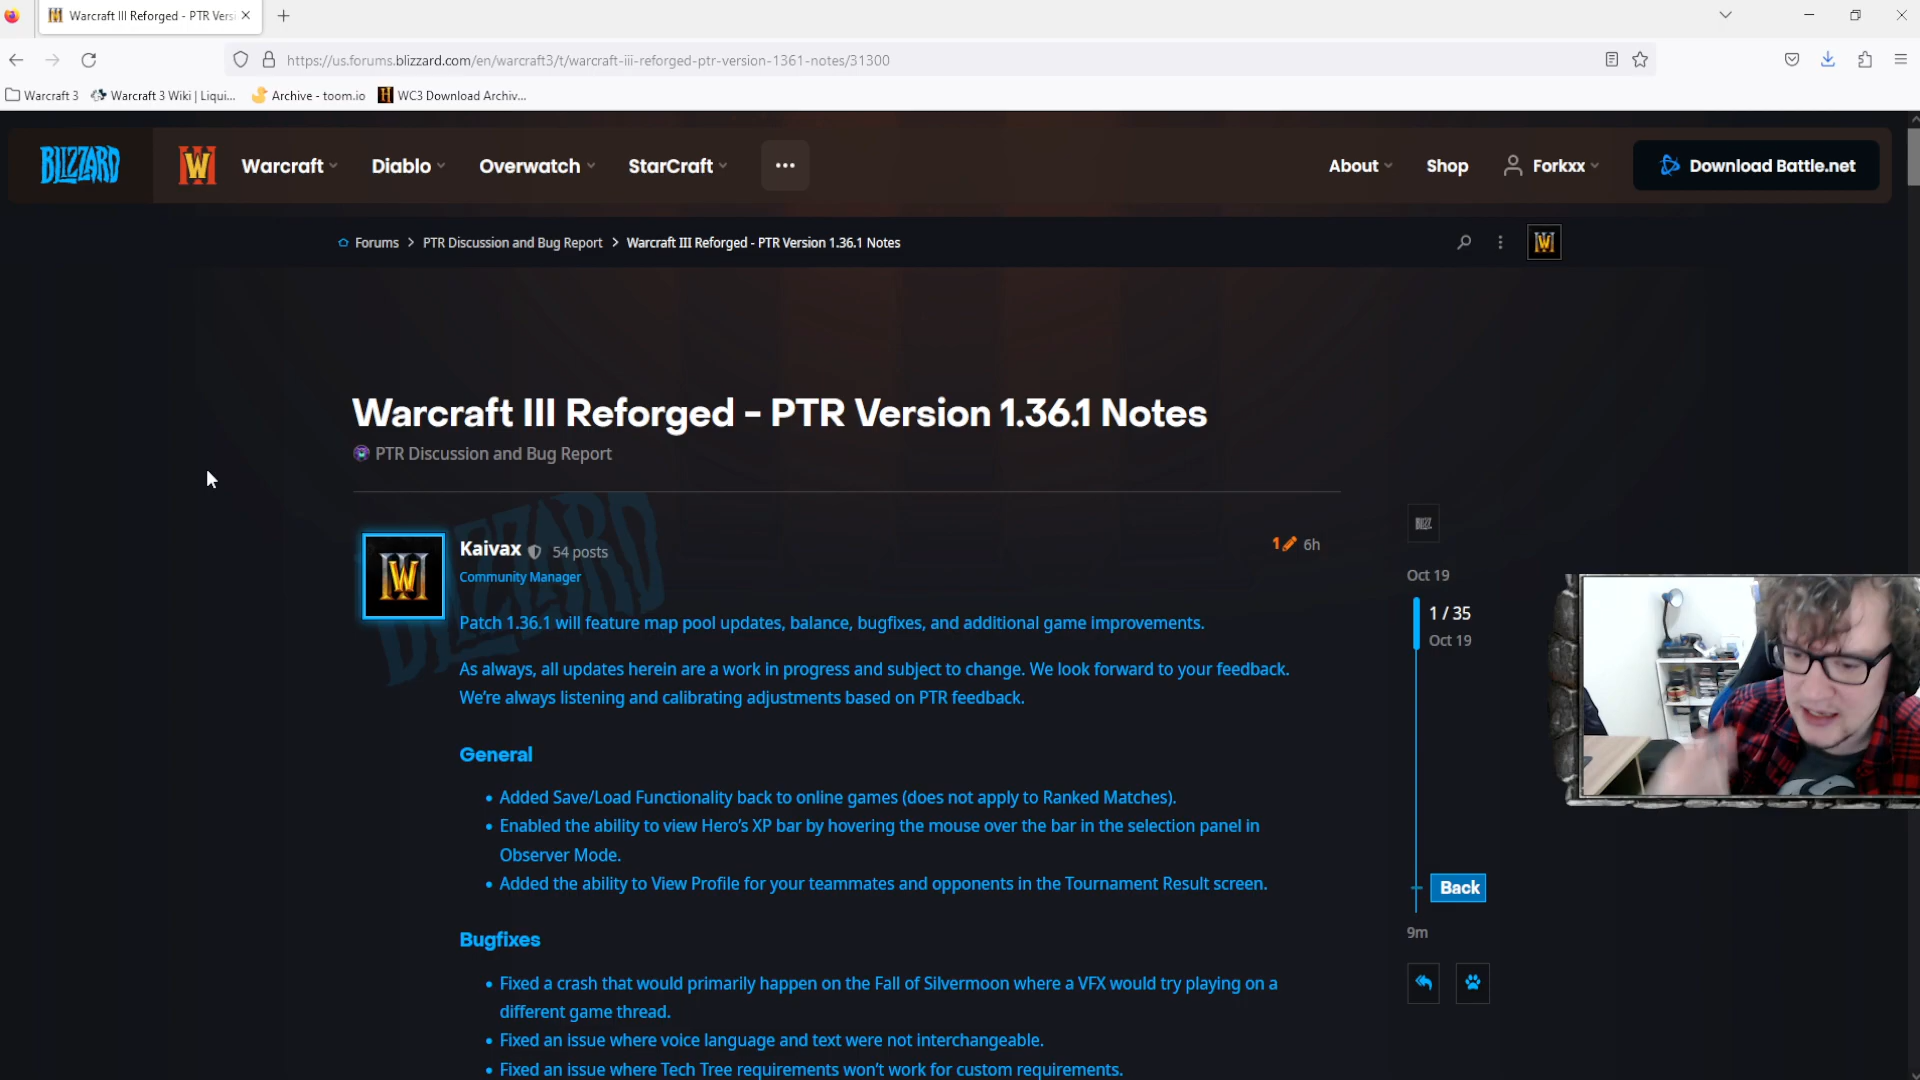 Warcraft III Reforged - PTR Versi
https://us.forums.blizzard.com/en/warcraft3/t/warcraft-iii-reforged-ptr-version-1361-notes/31300
Warcraft 3 Warcraft 3 Wiki | Liqui... Archive - toom.io WC3 Download Archiv...
BLIZZARD Warcraft Diablo Overwatch StarCraft ... About Shop Forkxx Download Battle.net
Forums > PTR Discussion and Bug Report > Warcraft III Reforged - PTR Version 1.36.1 Notes
Warcraft III Reforged - PTR Version 1.36.1 Notes
PTR Discussion and Bug Report
BLIZZARD
Kaivax 54 posts
1 6h
Community Manager
Patch 1.36.1 will feature map pool updates, balance, bugfixes, and additional game improvements.
As always, all updates herein are a work in progress and subject to change. We look forward to your feedback.
We're always listening and calibrating adjustments based on PTR feedback.
General
• Added Save/Load Functionality back to online games (does not apply to Ranked Matches).
• Enabled the ability to view Hero's XP bar by hovering the mouse over the bar in the selection panel in
Observer Mode.
• Added the ability to View Profile for your teammates and opponents in the Tournament Result screen.
Bugfixes
• Fixed a crash that would primarily happen on the Fall of Silvermoon where a VFX would try playing on a
different game thread.
• Fixed an issue where voice language and text were not interchangeable.
• Fixed an issue where Tech Tree requirements won't work for custom requirements.
BLIZZ
Oct 19
1 / 35
Oct 19
Back
9m